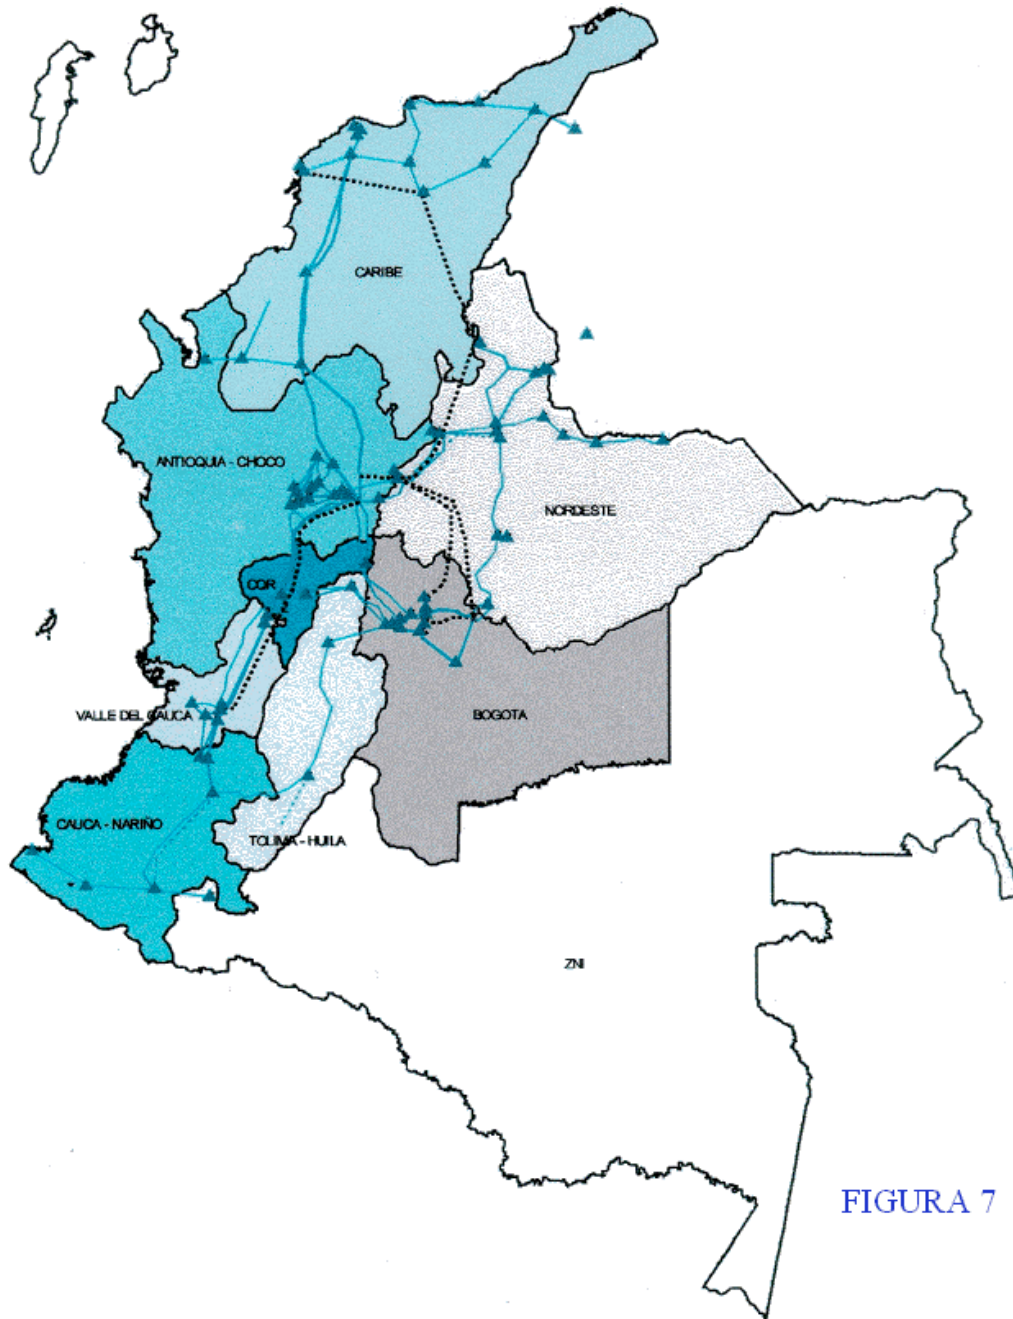 CARIBE
ANTIOQUIA - CHOCO
NORDESTE
CQR
VALLE DEL CAUCA
BOGOTA
CAUCA - NARIÑO
TOLIMA - HUILA
ZNI
FIGURA 7